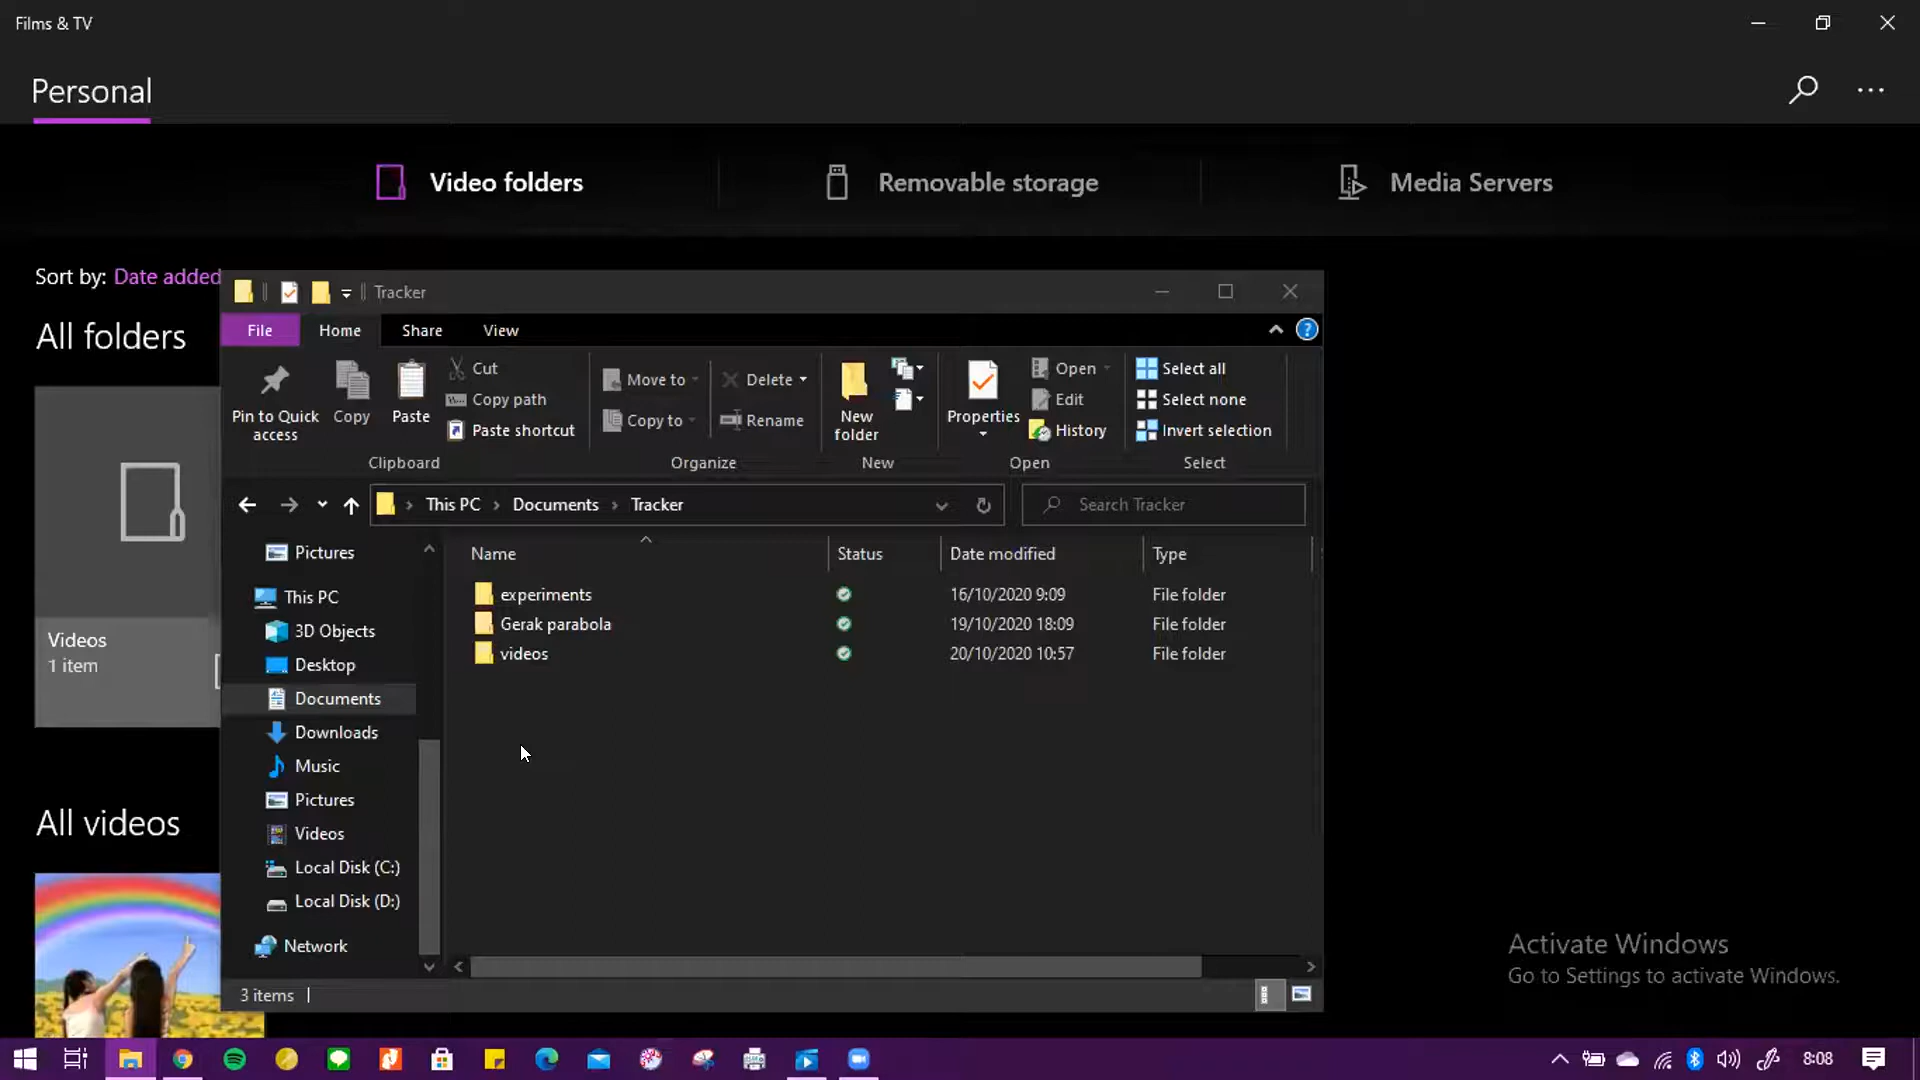 Films & TV
Personal
Video folders
Removable storage
Media Servers
Sort by: Date added
All folders
Videos
1 item
All videos
Tracker
File
Home
Share
View
Pin to Quick access
Copy
Paste
Cut
Copy path
Paste shortcut
Clipboard
Move to
Copy to
Delete
Rename
Organize
New folder
New
Properties
Open
Edit
History
Open
Select all
Select none
Invert selection
Select
This PC > Documents > Tracker
Search Tracker
Pictures
This PC
3D Objects
Desktop
Documents
Downloads
Music
Pictures
Videos
Local Disk (C:)
Local Disk (D:)
Network
Name Status Date modified Type
experiments 16/10/2020 9:09 File folder
Gerak parabola 19/10/2020 18:09 File folder
videos 20/10/2020 10:57 File folder
3 items
Activate Windows
Go to Settings to activate Windows.
8:08